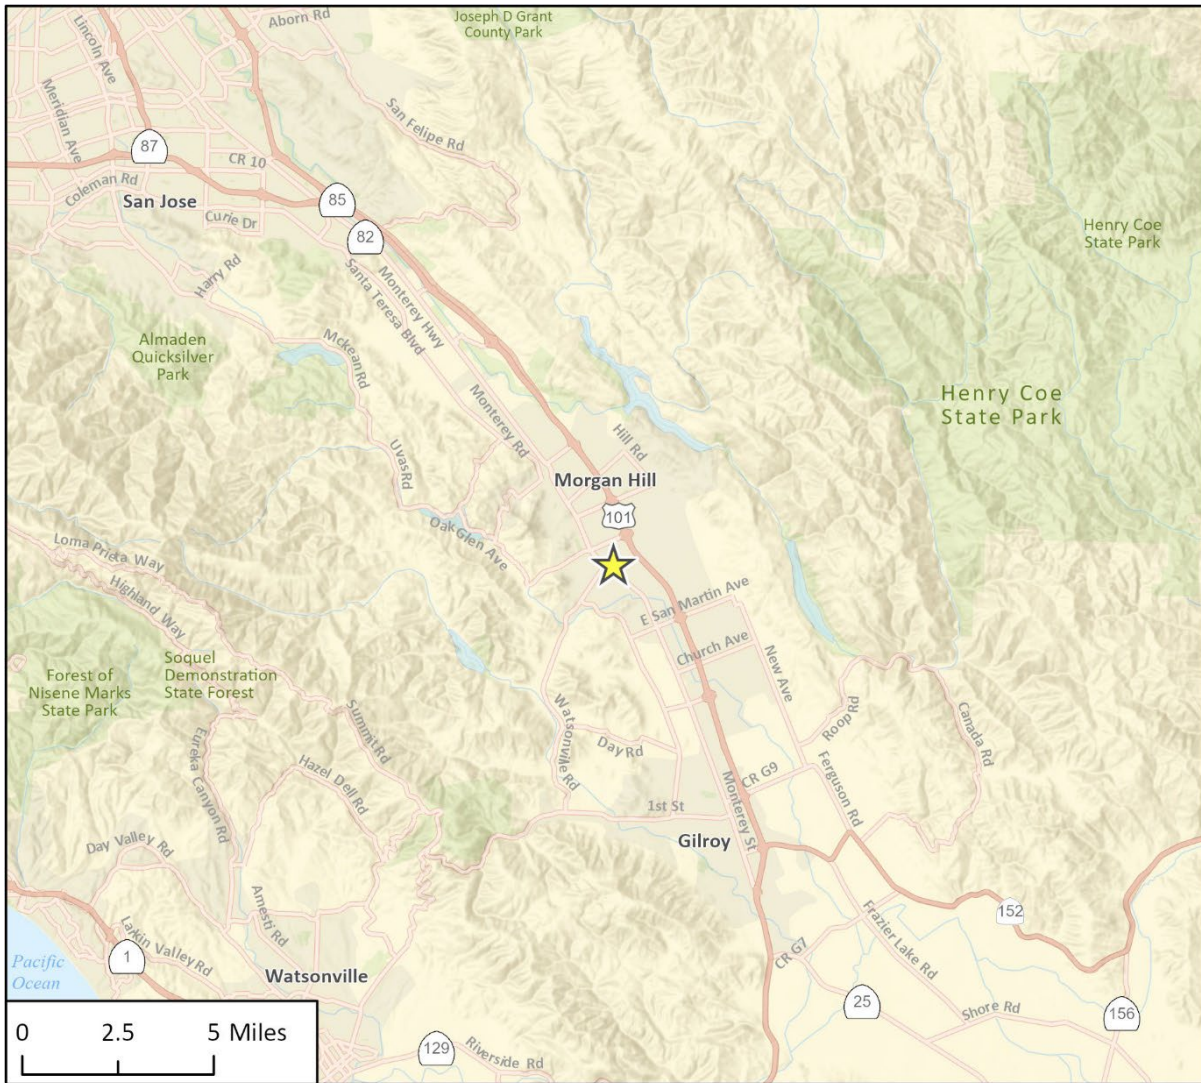 Aborn Rd
Joseph D Grant
County Park
Lincoln Ave
Meridian Ave
San Felipe Rd
87
CR 10
Coleman Rd
San Jose
85
Curie Dr
82
Henry Coe
State Park
Harry Rd
Santa Teresa Blvd
Monterey Hwy
Almaden
Quicksilver
Park
Mckean Rd
Henry Coe
State Park
Monterey Rd
Hill Rd
Uvas Rd
Morgan Hill
101
Oak Glen Ave
Loma Prieta Way
Highland Way
E San Martin Ave
Church Ave
New Ave
Soquel
Demonstration
State Forest
Forest of
Nisene Marks
State Park
Summit Rd
Watsonville Rd
Roop Rd
Canada Rd
Eureka Canyon Rd
Day Rd
Hazel Dell Rd
CR G9
Ferguson Rd
Monterey St
1st St
Gilroy
Day Valley Rd
Amesti Rd
152
Frazier Lake Rd
Larkin Valley Rd
1
CR G7
Pacific
Ocean
Watsonville
25
Shore Rd
156
129
Riverside Rd
0 2.5 5 Miles